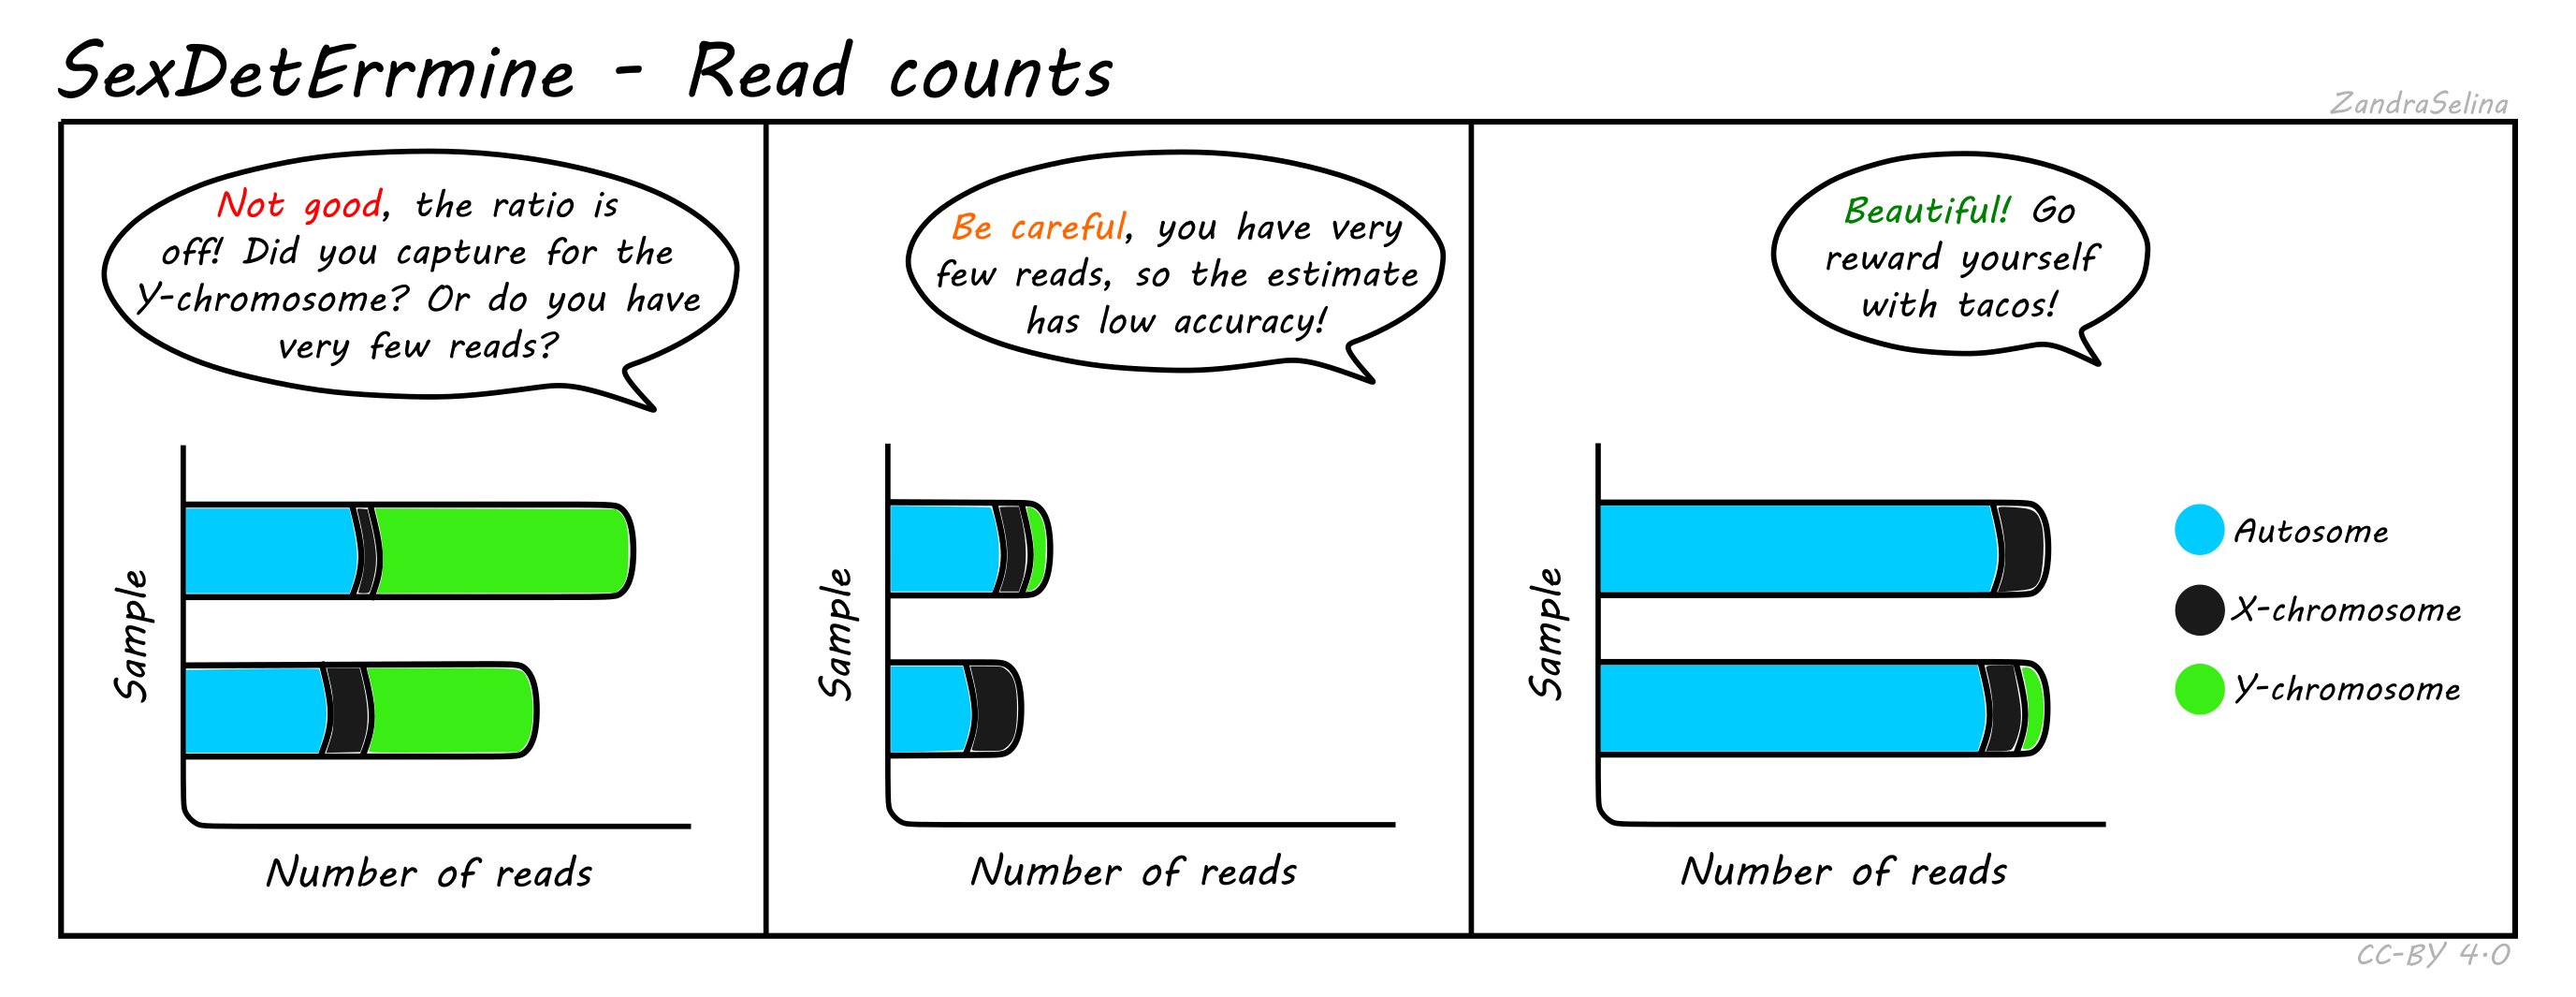 SexDetErrmine - Read counts
ZandraSelina
Not good, the ratio is
off! Did you capture for the
Y-chromosome? Or do you have
very few reads?
Sample
Number of reads
Be careful, you have very
few reads, so the estimate
has low accuracy!
Sample
Number of reads
Beautiful! Go
reward yourself
with tacos!
Sample
Number of reads
Autosome
X-chromosome
Y-chromosome
CC-BY 4.0